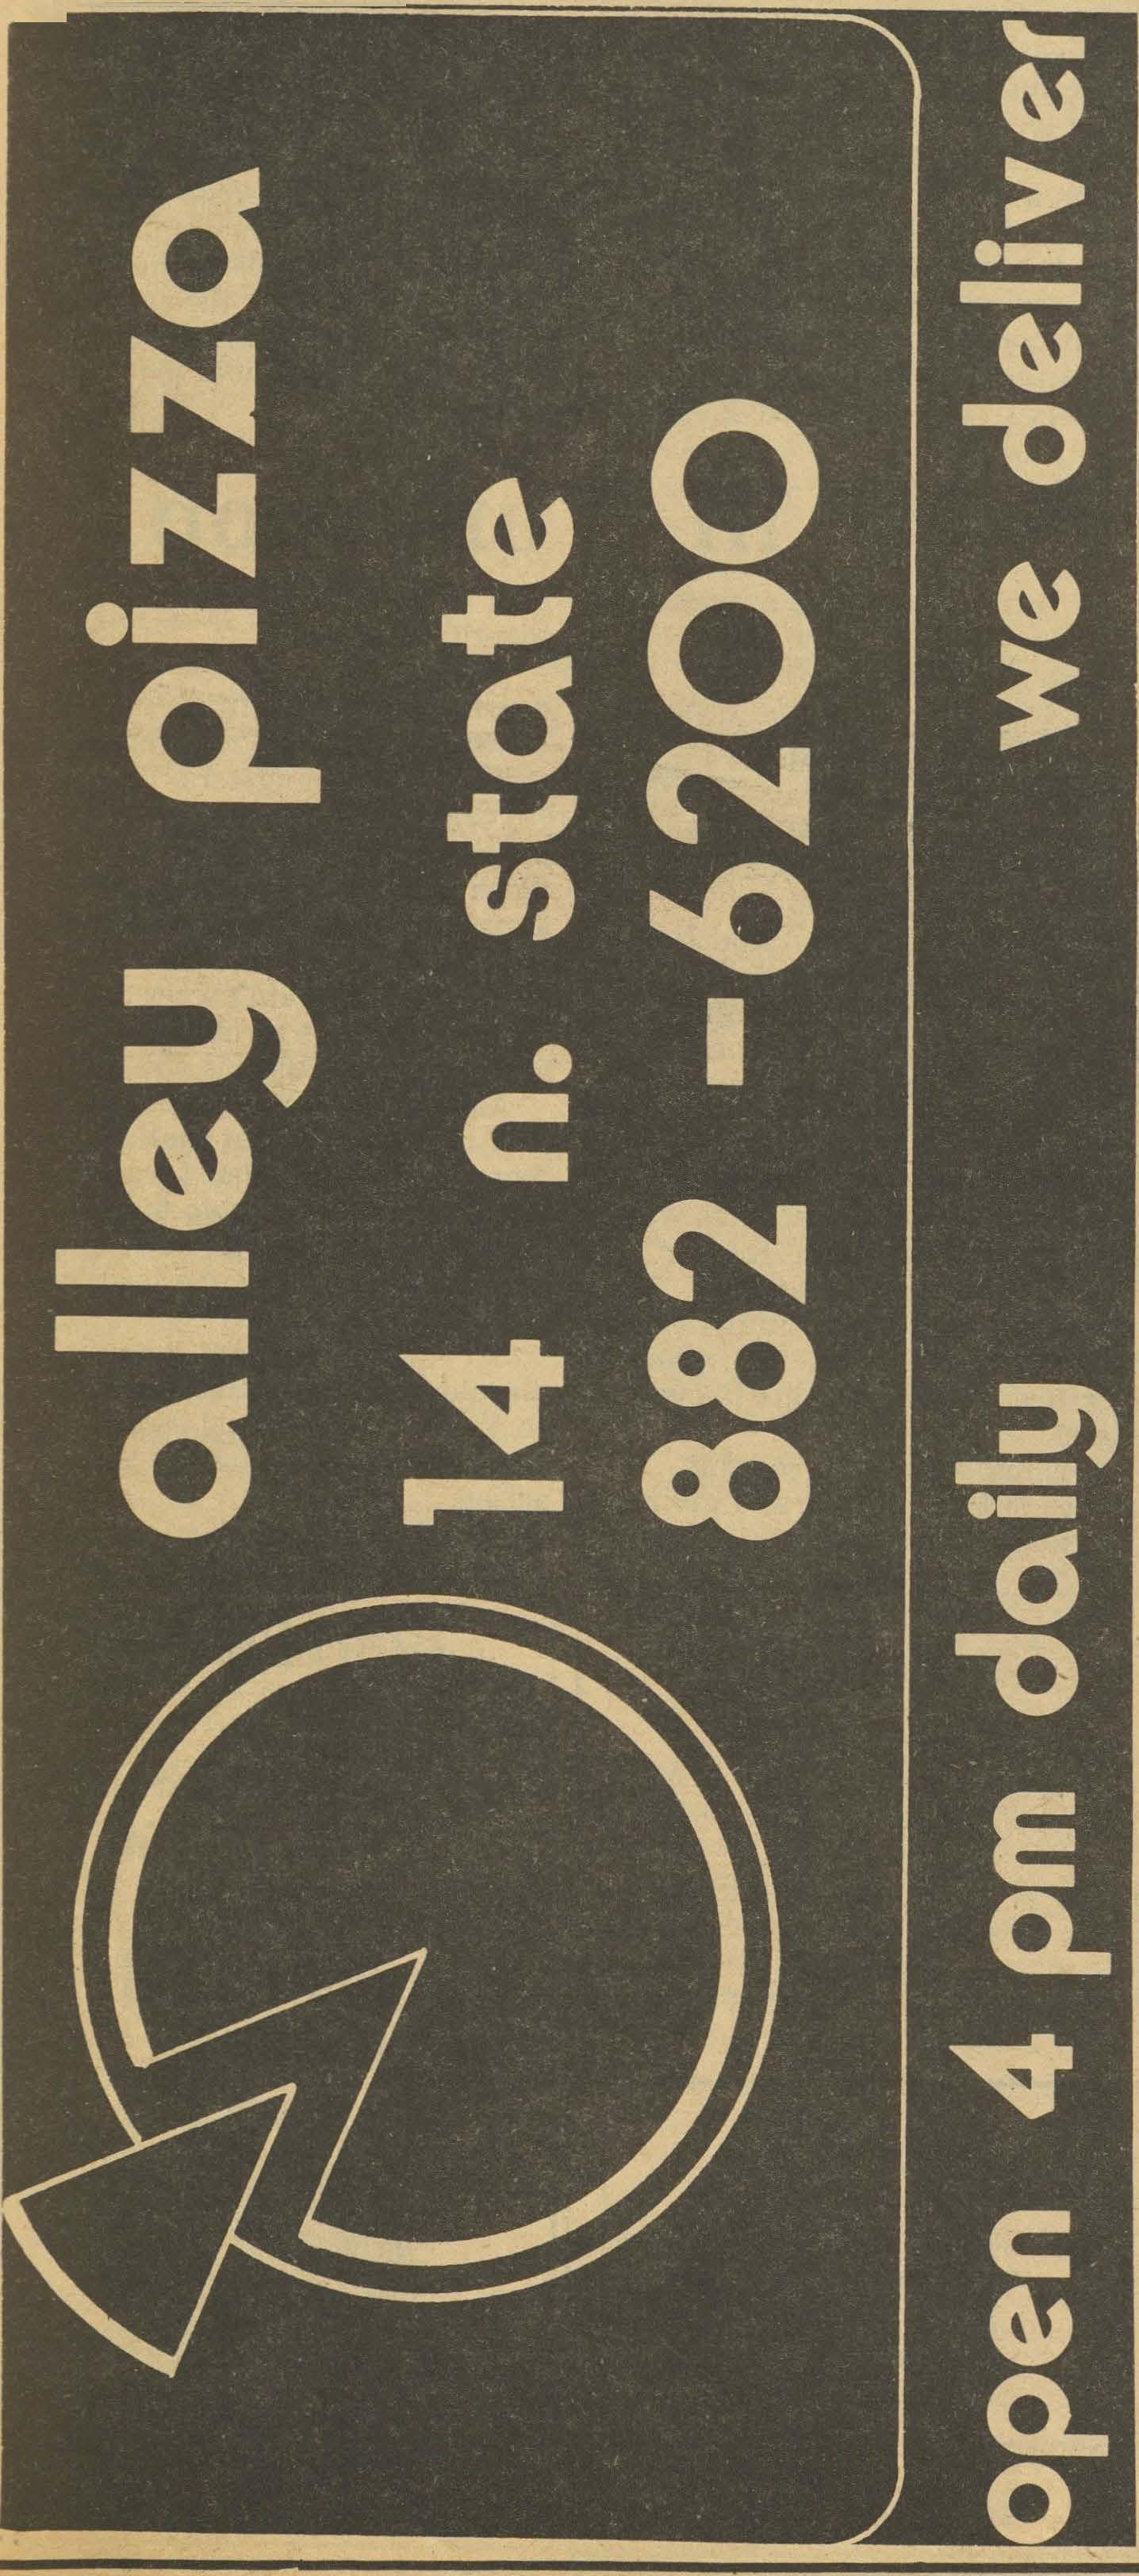 alley pizza
14 n. state
882-6200
open 4 pm daily we deliver